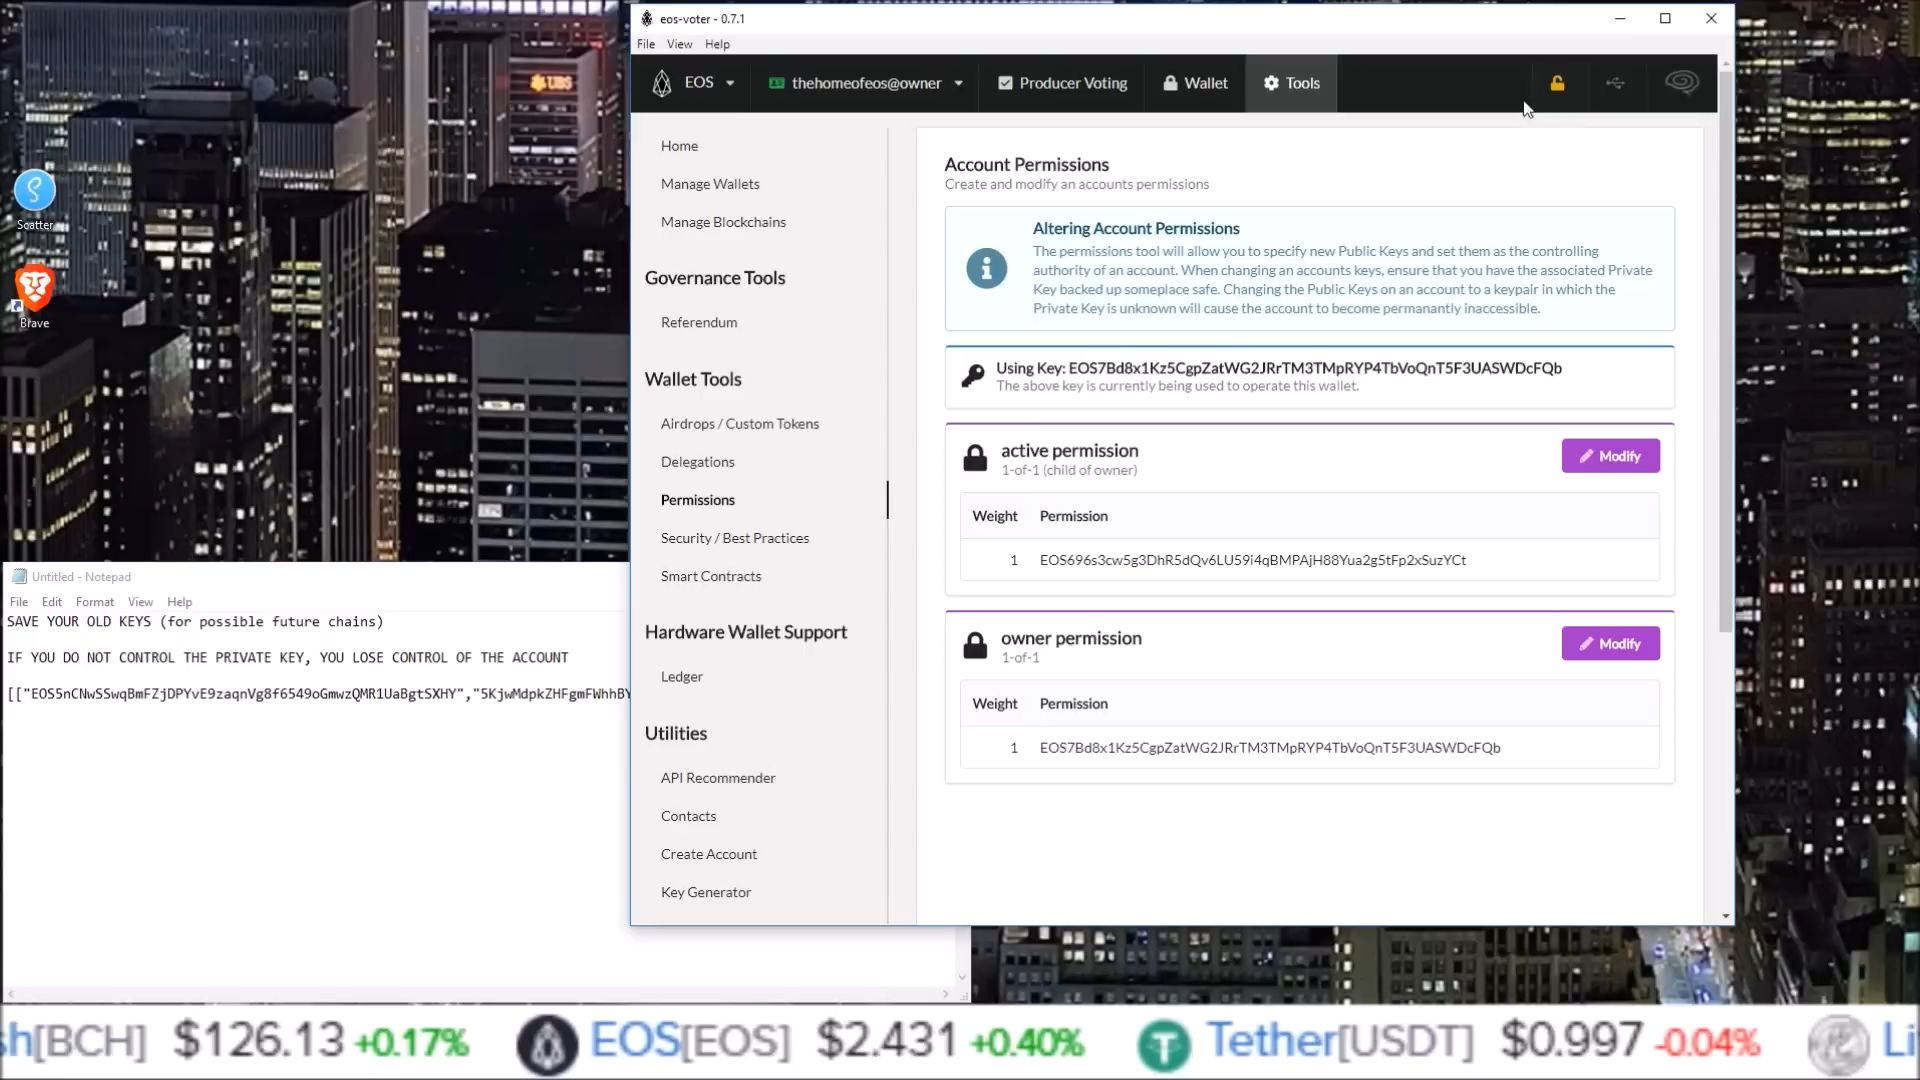 UBS
Scatter
Brave
eos-voter - 0.7.1
File View Help
EOS thehomeofeos@owner Producer Voting Wallet Tools
Home
Manage Wallets
Manage Blockchains
Governance Tools
Referendum
Wallet Tools
Airdrops / Custom Tokens
Delegations
Permissions
Security / Best Practices
Smart Contracts
Hardware Wallet Support
Ledger
Utilities
API Recommender
Contacts
Create Account
Key Generator
Account Permissions
Create and modify an accounts permissions
Altering Account Permissions
The permissions tool will allow you to specify new Public Keys and set them as the controlling
authority of an account. When changing an accounts keys, ensure that you have the associated Private
Key backed up someplace safe. Changing the Public Keys on an account to a keypair in which the
Private Key is unknown will cause the account to become permanantly inaccessible.
Using Key: EOS7Bd8x1Kz5CgpZatWG2JRrTM3TMpRYP4TbVoQnT5F3UASWDcFQb
The above key is currently being used to operate this wallet.
active permission
1-of-1 (child of owner)
Modify
Weight Permission
1 EOS696s3cw5g3DhR5dQv6LU59i4qBMPAjH88Yua2g5tFp2xSuzYCt
owner permission
1-of-1
Modify
Weight Permission
1 EOS7Bd8x1Kz5CgpZatWG2JRrTM3TMpRYP4TbVoQnT5F3UASWDcFQb
Untitled - Notepad
File Edit Format View Help
SAVE YOUR OLD KEYS (for possible future chains)
IF YOU DO NOT CONTROL THE PRIVATE KEY, YOU LOSE CONTROL OF THE ACCOUNT
[["EOS5nCNwSSwqBmFZjDPYvE9zaqnVg8f6549oGmwzQMR1UaBgtSXHY","5KjwMdpkZHFgmFWhhBY
sh[BCH] $126.13 +0.17% EOS[EOS] $2.431 +0.40% Tether[USDT] $0.997 -0.04% Li